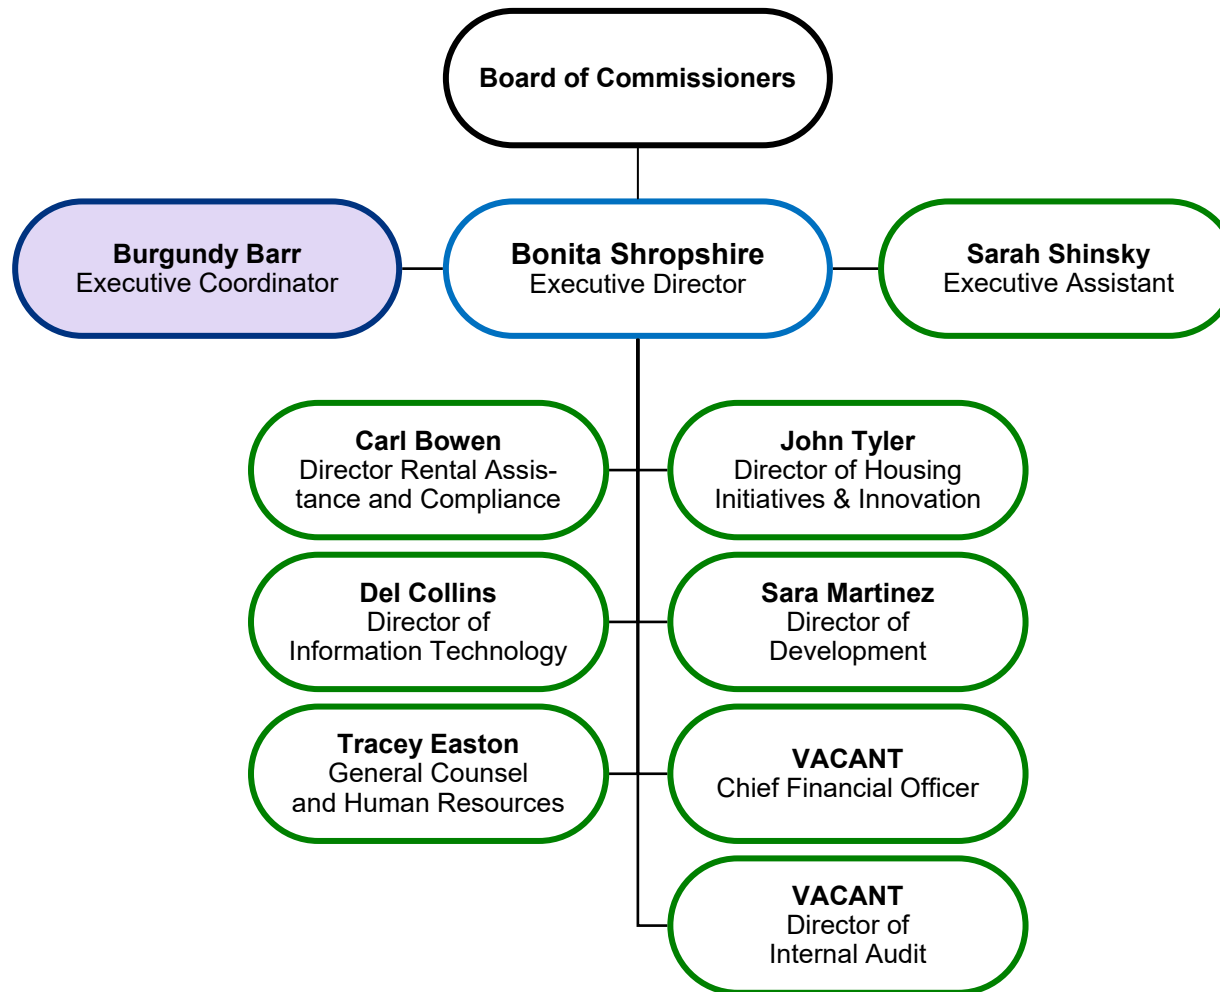 Board of Commissioners
Burgundy Barr
Executive Coordinator
Bonita Shropshire
Executive Director
Sarah Shinsky
Executive Assistant
Carl Bowen
Director Rental Assis-
tance and Compliance
John Tyler
Director of Housing
Initiatives & Innovation
Del Collins
Director of
Information Technology
Sara Martinez
Director of
Development
Tracey Easton
General Counsel
and Human Resources
VACANT
Chief Financial Officer
VACANT
Director of
Internal Audit